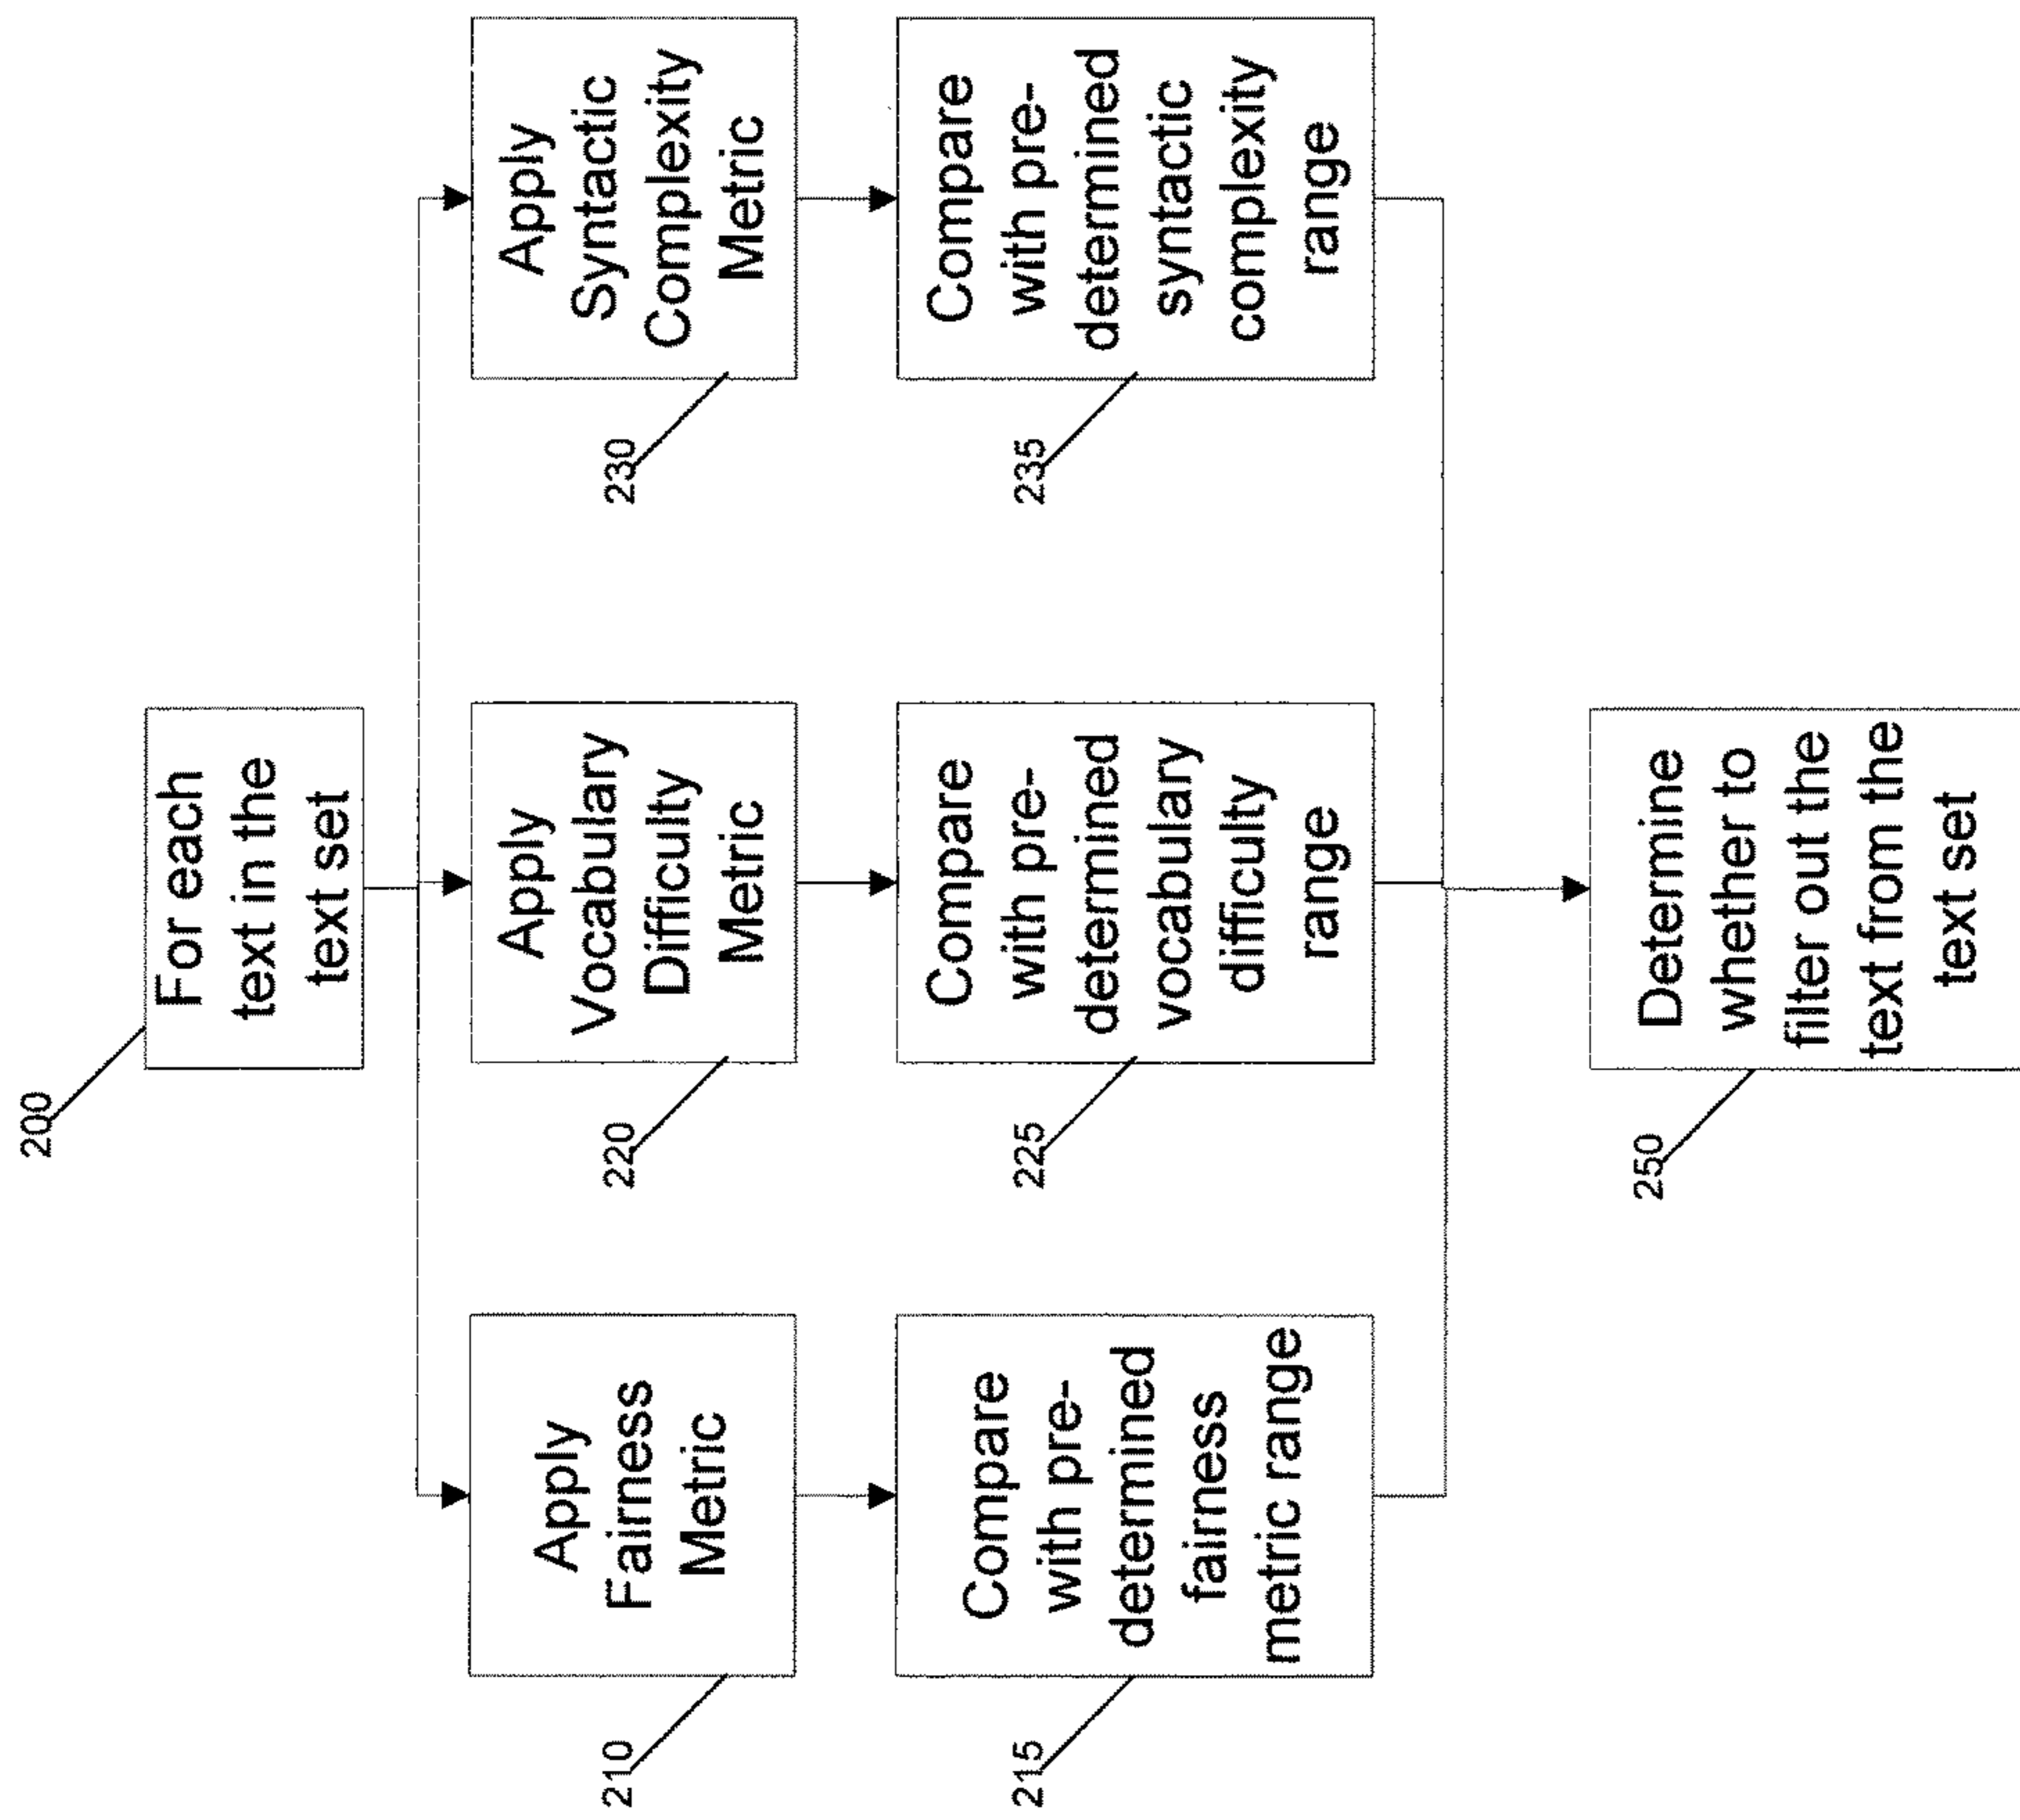 200
For each
text in the
text set
210
Apply
Fairness
Metric
220
Apply
Vocabulary
Difficulty
Metric
230
Apply
Syntactic
Complexity
Metric
215
Compare
with pre-
determined
fairness
metric range
225
Compare
with pre-
determined
vocabulary
difficulty
range
235
Compare
with pre-
determined
syntactic
complexity
range
250
Determine
whether to
filter out the
text from the
text set